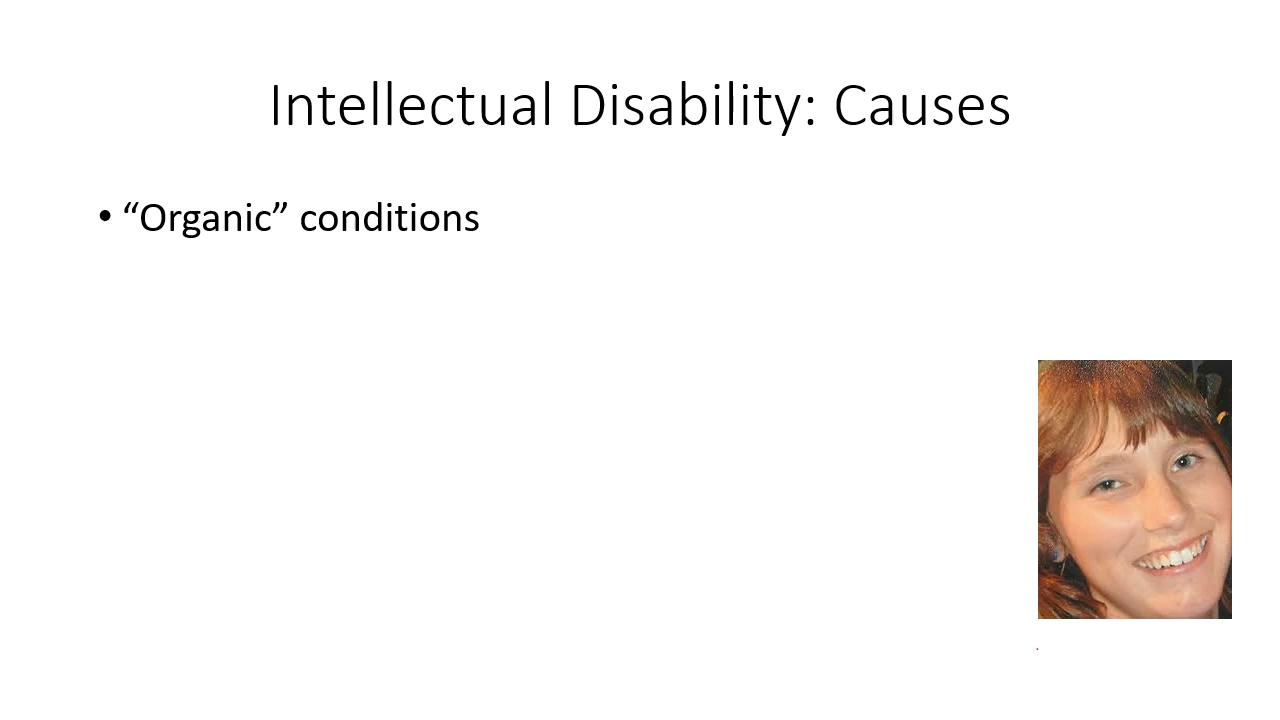 Intellectual Disability: Causes
• “Organic” conditions